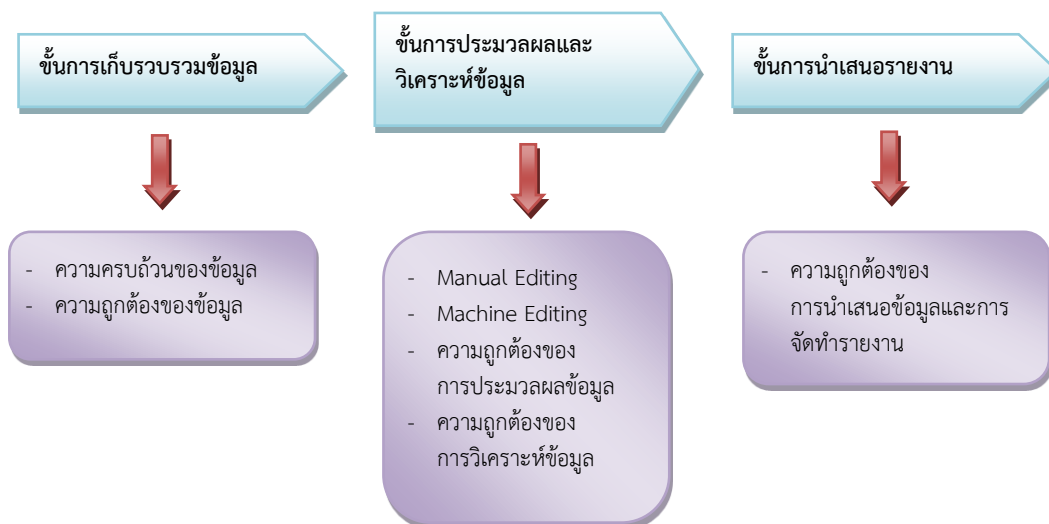 ขั้นการเก็บรวบรวมข้อมูล
ขั้นการประมวลผลและ
วิเคราะห์ข้อมูล
ขั้นการนำเสนอรายงาน
- ความครบถ้วนของข้อมูล
- ความถูกต้องของข้อมูล
- Manual Editing
- Machine Editing
- ความถูกต้องของ
การประมวลผลข้อมูล
- ความถูกต้องของ
การวิเคราะห์ข้อมูล
- ความถูกต้องของ
การนำเสนอข้อมูลและการ
จัดทำรายงาน